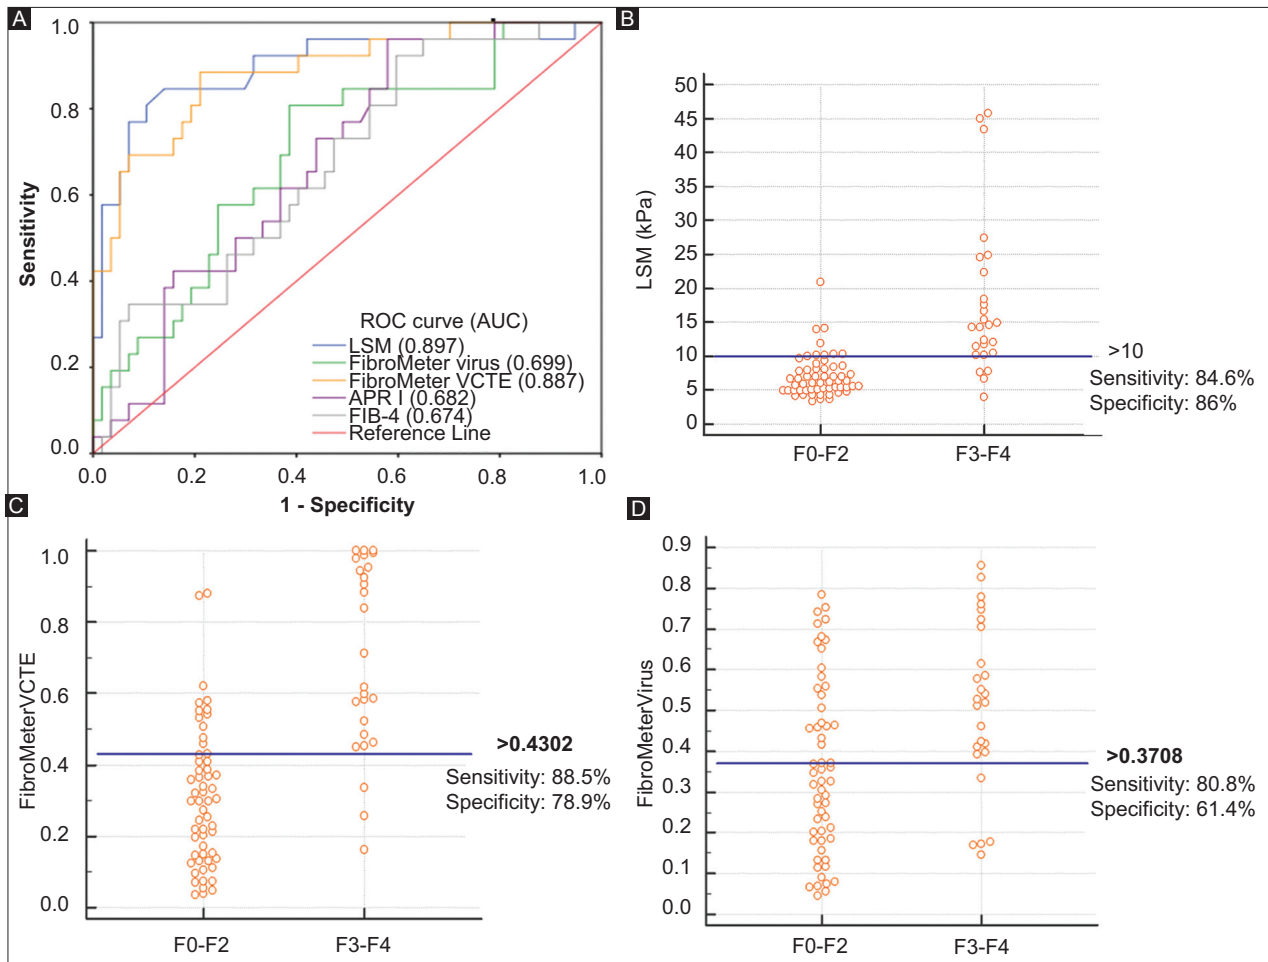 A
1.0
0.8
0.6
0.4
0.2
0.0
Sensitivity
0.0 0.2 0.4 0.6 0.8 1.0
1 - Specificity
ROC curve (AUC)
LSM (0.897)
FibroMeter virus (0.699)
FibroMeter VCTE (0.887)
APR I (0.682)
FIB-4 (0.674)
Reference Line
B
50
45
40
35
30
25
20
15
10
5
0
LSM (kPa)
F0-F2 F3-F4
>10
Sensitivity: 84.6%
Specificity: 86%
C
1.0
0.8
0.6
0.4
0.2
0.0
FibroMeterVCTE
F0-F2 F3-F4
>0.4302
Sensitivity: 88.5%
Specificity: 78.9%
D
0.9
0.8
0.7
0.6
0.5
0.4
0.3
0.2
0.1
0.0
FibroMeterVirus
F0-F2 F3-F4
>0.3708
Sensitivity: 80.8%
Specificity: 61.4%